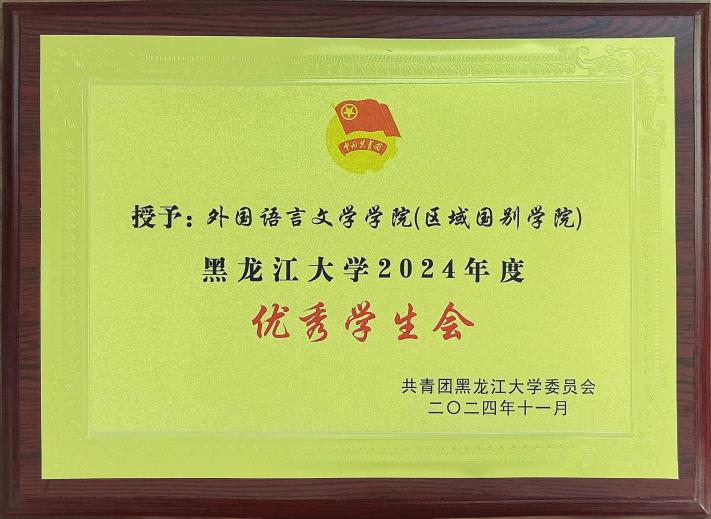 中国共青团
授予：外国语言文学学院(区域国别学院)
黑龙江大学2024年度
优秀学生会
共青团黑龙江大学委员会
二〇二四年十一月